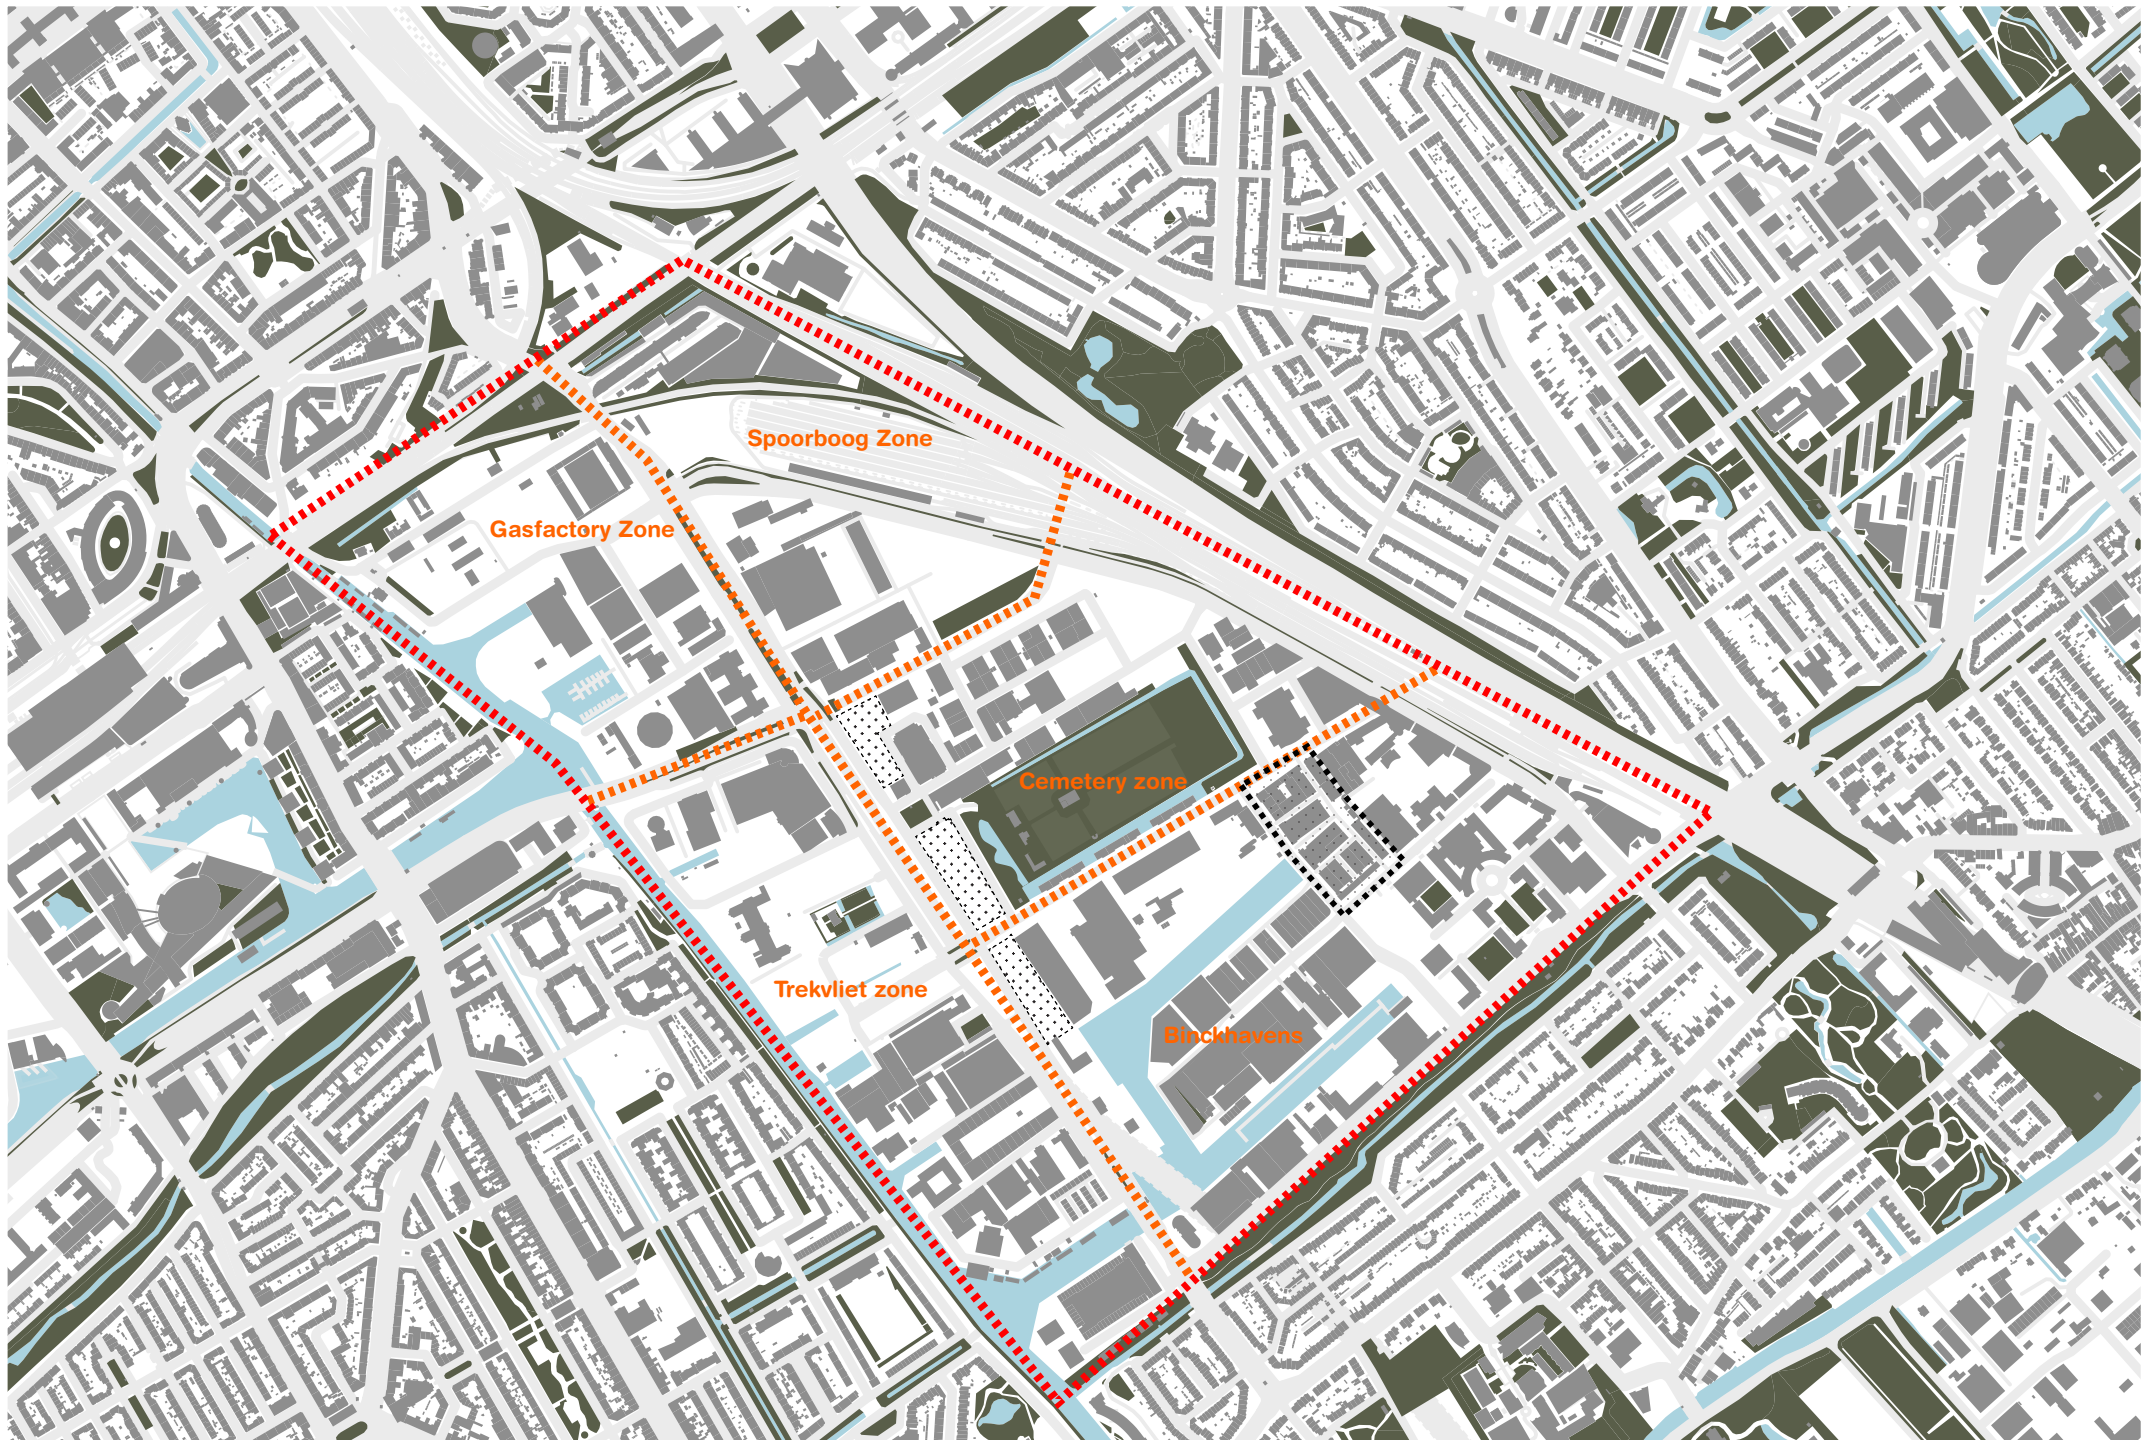 Spoorboog Zone
Gasfactory Zone
Cemetery zone
Trekvliet zone
Binckhavens